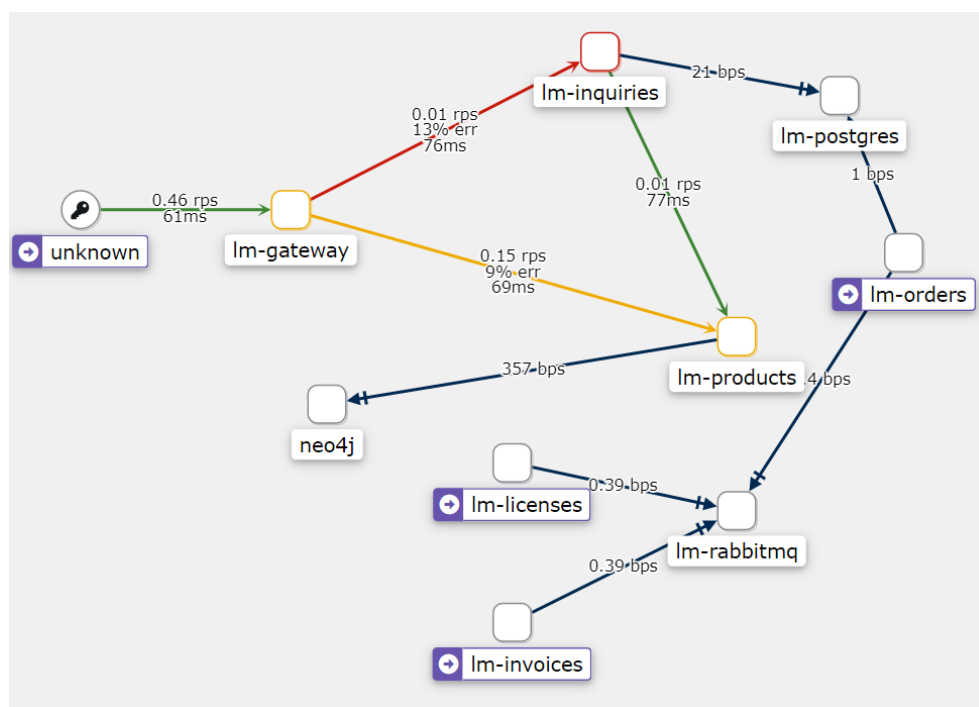 21 bps
lm-inquiries
0.01 rps
13% err
76ms
lm-postgres
1 bps
0.01 rps
77ms
0.46 rps
61ms
unknown
lm-gateway
0.15 rps
9% err
69ms
lm-orders
357 bps
lm-products
.4 bps
neo4j
0.39 bps
lm-licenses
lm-rabbitmq
0.39 bps
lm-invoices